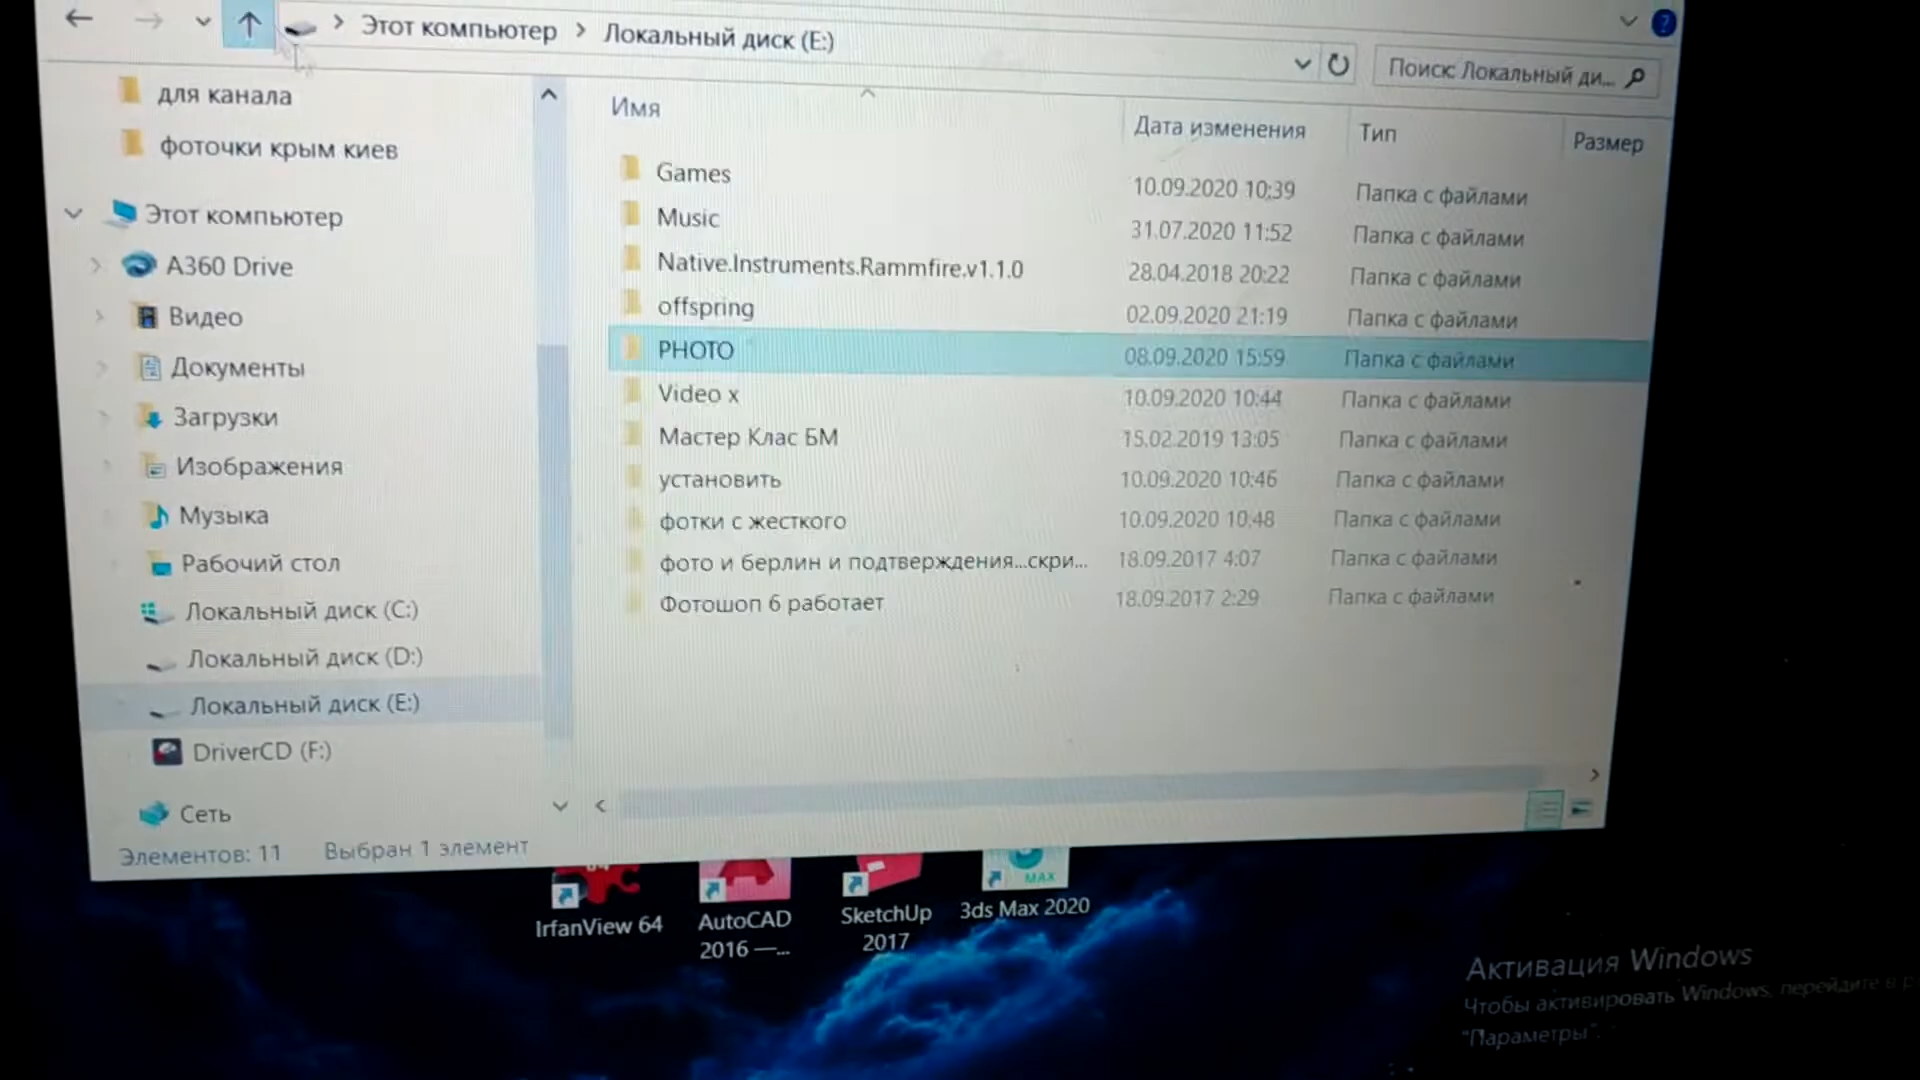 Этот компьютер > Локальный диск (E:)
Поиск: Локальный ди...
для канала
фоточки крым киев
Этот компьютер
A360 Drive
Видео
Документы
Загрузки
Изображения
Музыка
Рабочий стол
Локальный диск (C:)
Локальный диск (D:)
Локальный диск (E:)
DriverCD (F:)
Сеть
Имя Дата изменения Тип Размер
Games 10.09.2020 10:39 Папка с файлами
Music 31.07.2020 11:52 Папка с файлами
Native.Instruments.Rammfire.v1.1.0 28.04.2018 20:22 Папка с файлами
offspring 02.09.2020 21:19 Папка с файлами
PHOTO 08.09.2020 15:59 Папка с файлами
Video x 10.09.2020 10:44 Папка с файлами
Мастер Клас БМ 15.02.2019 13:05 Папка с файлами
установить 10.09.2020 10:46 Папка с файлами
фотки с жесткого 10.09.2020 10:48 Папка с файлами
фото и берлин и подтверждения...скри... 18.09.2017 4:07 Папка с файлами
Фотошоп 6 работает 18.09.2017 2:29 Папка с файлами
Элементов: 11 Выбран 1 элемент
MAX
IrfanView 64
AutoCAD
2016 —...
SketchUp
2017
3ds Max 2020
Активация Windows
Чтобы активировать Windows, перейдите в р
"Параметры".